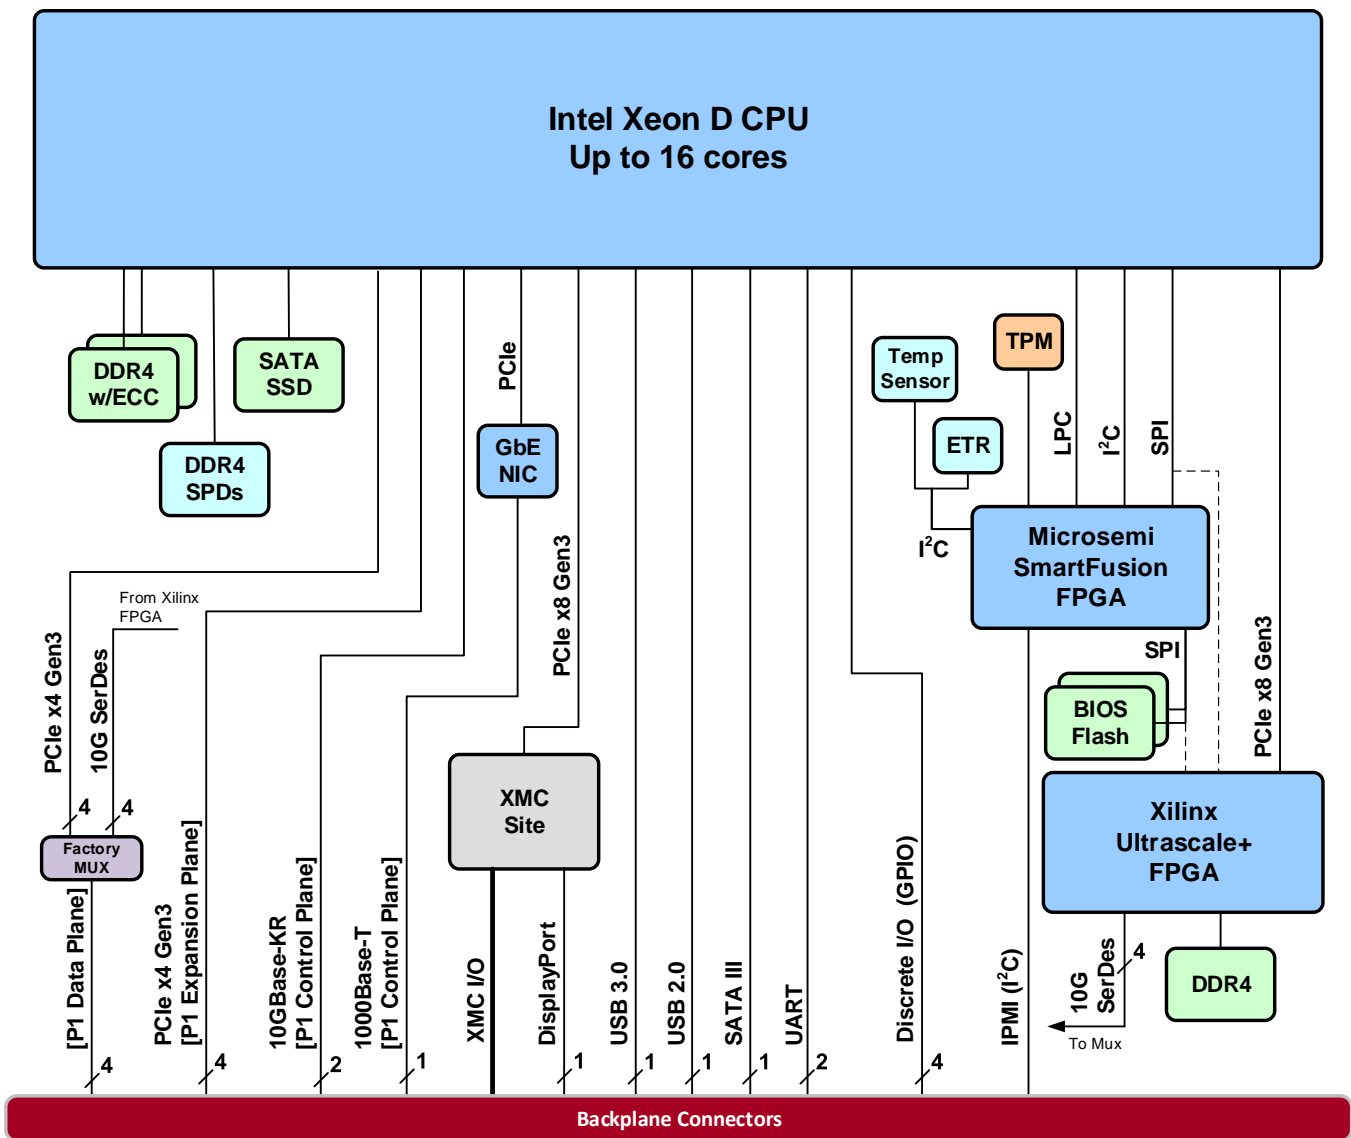 Intel Xeon D CPU
Up to 16 cores
DDR4
w/ECC
DDR4
SPDs
SATA
SSD
PCIe
GbE
NIC
PCIe x8 Gen3
Temp
Sensor
ETR
I²C
TPM
LPC
I²C
SPI
Microsemi
SmartFusion
FPGA
SPI
BIOS
Flash
PCIe x8 Gen3
Xilinx
Ultrascale+
FPGA
10G
SerDes
4
To Mux
DDR4
From Xilinx
FPGA
PCIe x4 Gen3
4
10G SerDes
4
Factory
MUX
[P1 Data Plane]
4
PCIe x4 Gen3
[P1 Expansion Plane]
4
10GBase-KR
[P1 Control Plane]
2
1000Base-T
[P1 Control Plane]
1
XMC
Site
XMC I/O
DisplayPort
1
USB 3.0
1
USB 2.0
1
SATA III
1
UART
2
Discrete I/O (GPIO)
4
IPMI (I²C)
Backplane Connectors